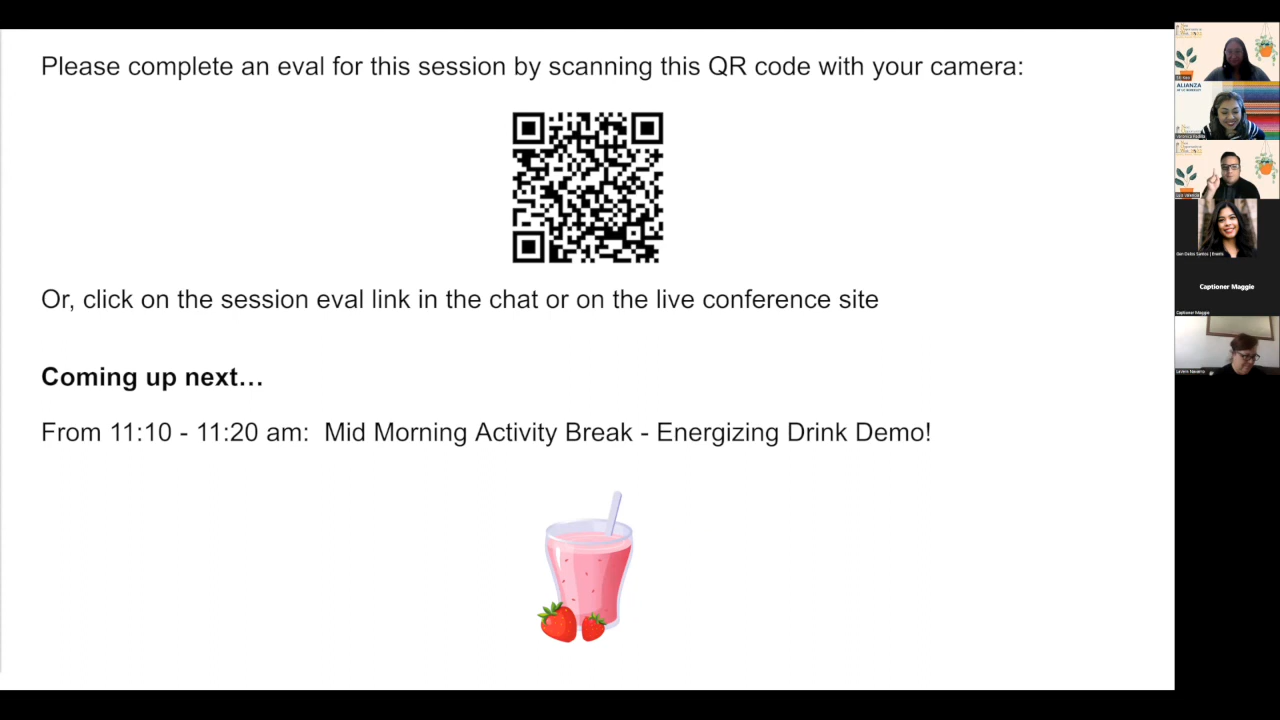 Please complete an eval for this session by scanning this QR code with your camera:
Or, click on the session eval link in the chat or on the live conference site
Coming up next…
From 11:10 - 11:20 am:  Mid Morning Activity Break - Energizing Drink Demo!
ALIANZA
Captioner Maggie
Captioner Maggie